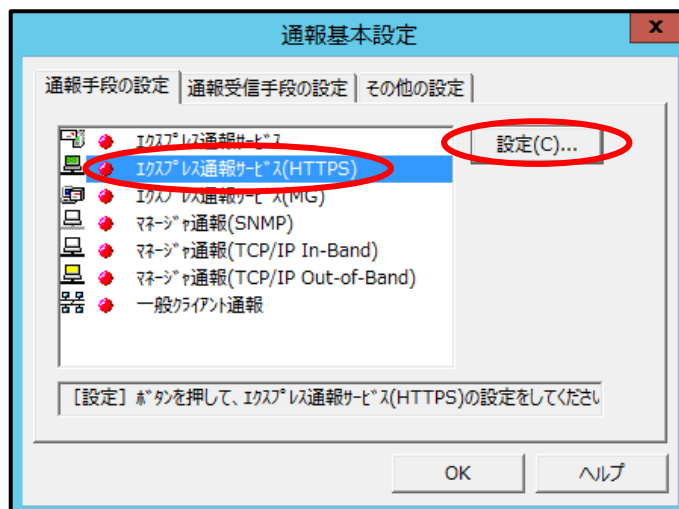 通報基本設定
x
通報手段の設定 通報受信手段の設定 その他の設定
ｴｸｽﾌﾟﾚｽ通報ｻｰﾋﾞｽ
設定(C)...
ｴｸｽﾌﾟﾚｽ通報ｻｰﾋﾞｽ(HTTPS)
ｴｸｽﾌﾟﾚｽ通報ｻｰﾋﾞｽ(MG)
ﾏﾈｰｼﾞｬ通報(SNMP)
ﾏﾈｰｼﾞｬ通報(TCP/IP In-Band)
ﾏﾈｰｼﾞｬ通報(TCP/IP Out-of-Band)
一般ｸﾗｲｱﾝﾄ通報
[設定] ﾎﾞﾀﾝを押して、ｴｸｽﾌﾟﾚｽ通報ｻｰﾋﾞｽ(HTTPS)の設定をしてくださ
OK ヘルプ